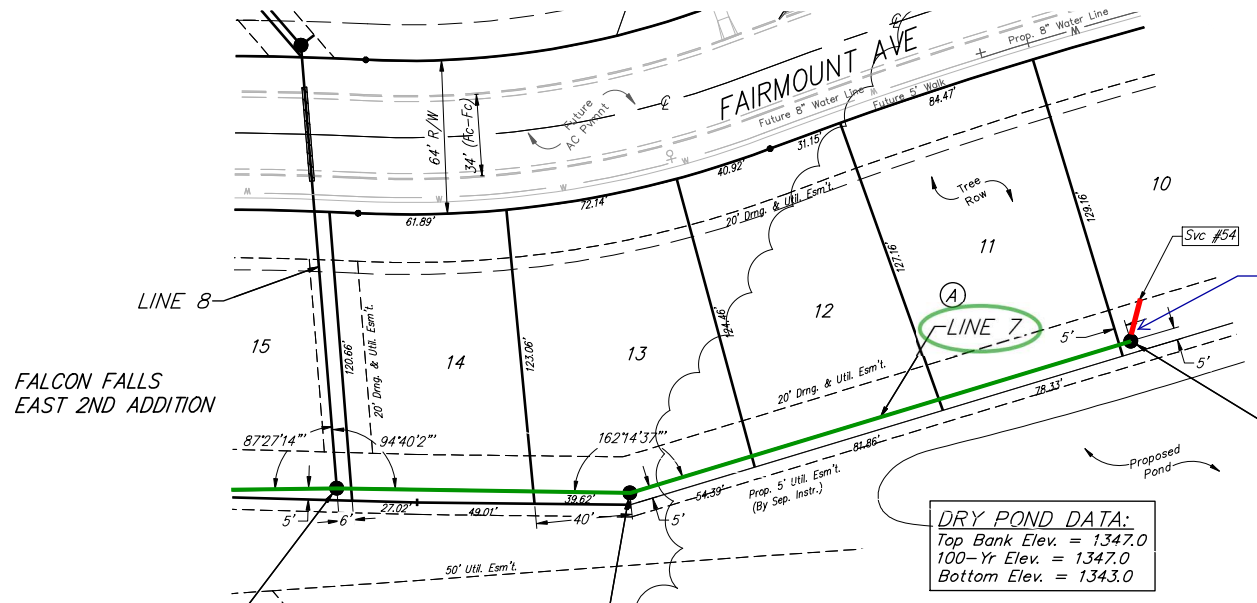 FAIRMOUNT AVE
Prop. 8" Water Line
W
Future 5' Walk
Future 8" Water Line
84.47'
31.15'
40.92'
72.14'
61.89'
64' R/W
34' (Fc-Fc)
Future
AC Pvmnt
W
W
W
W
W
20' Drng. & Util. Esm't.
Tree
Row
10
11
12
13
14
15
129.16'
127.16'
124.46'
123.06'
120.66'
Svc #54
LINE 8
20' Drng. & Util. Esm't.
A
LINE 7
5'
5'
20' Drng. & Util. Esm't.
FALCON FALLS
EAST 2ND ADDITION
87°27'14"
94°40'2"
162°14'37"
78.33'
81.86'
54.39'
39.62'
49.01'
27.02'
5'
6'
40'
5'
Prop. 5' Util. Esm't.
(By Sep. Instr.)
Proposed
Pond
50' Util. Esm't.
DRY POND DATA:
Top Bank Elev. = 1347.0
100-Yr Elev. = 1347.0
Bottom Elev. = 1343.0